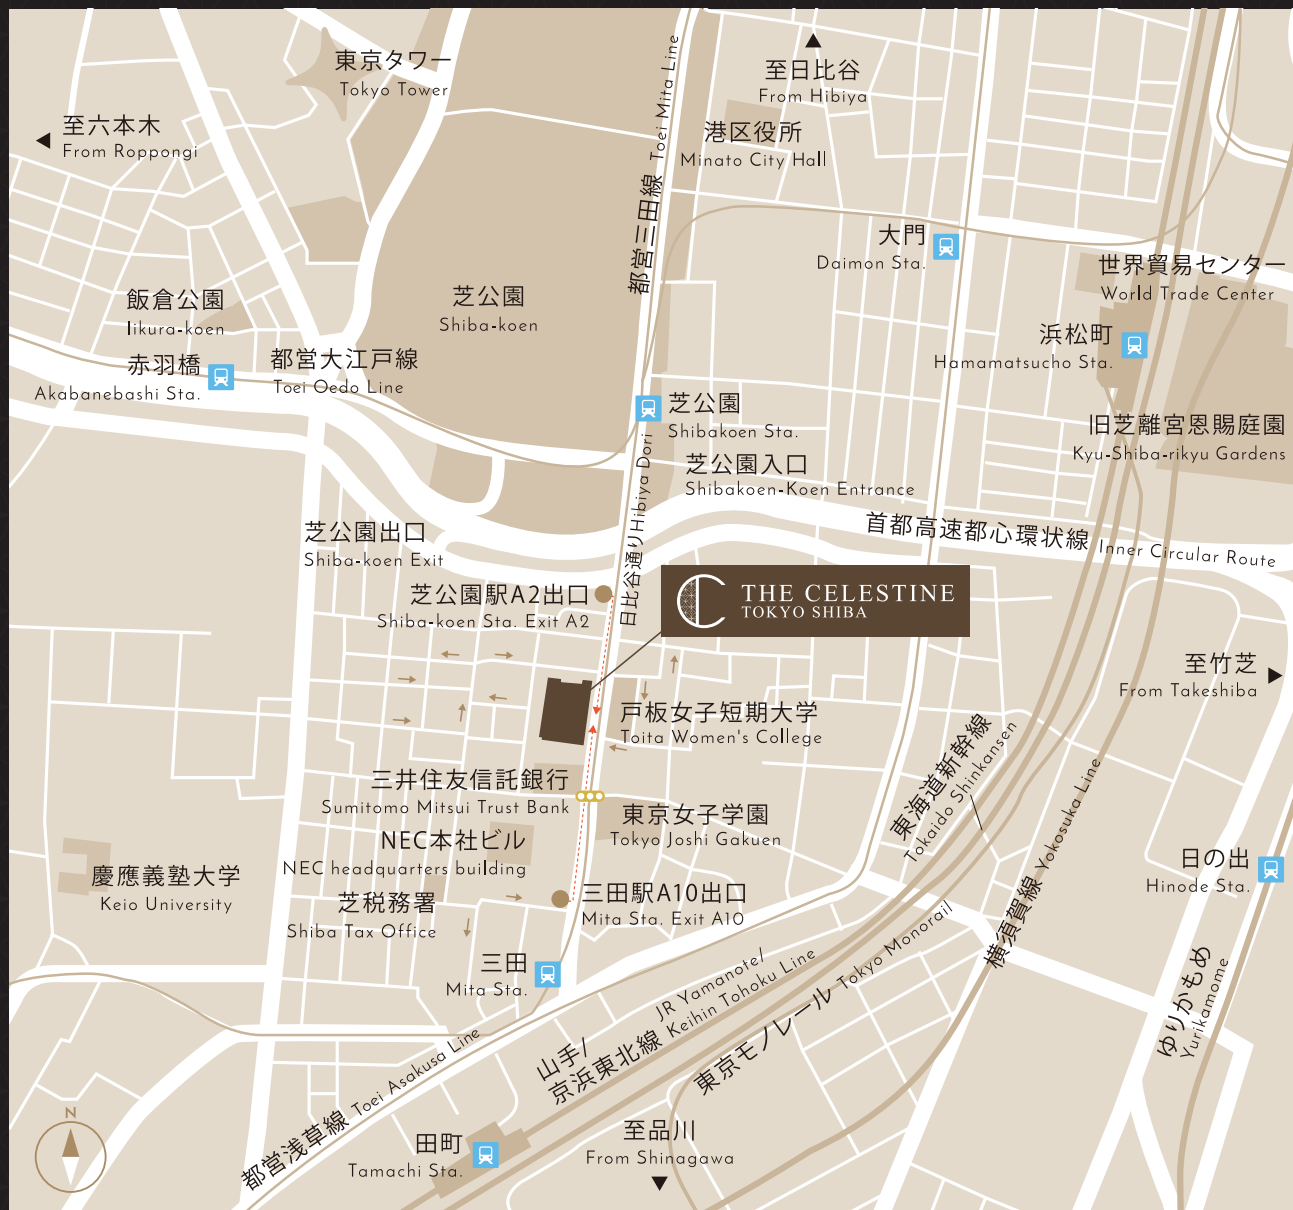 東京タワー
Tokyo Tower
至六本木
From Roppongi
至日比谷
From Hibiya
港区役所
Minato City Hall
都営三田線 Toei Mita Line
大門
Daimon Sta.
世界貿易センター
World Trade Center
飯倉公園
Iikura-koen
芝公園
Shiba-koen
浜松町
Hamamatsucho Sta.
赤羽橋
Akabanebashi Sta.
都営大江戸線
Toei Oedo Line
芝公園
Shibakoen Sta.
旧芝離宮恩賜庭園
Kyu-Shiba-rikyu Gardens
芝公園入口
Shibakoen-Koen Entrance
日比谷通り Hibiya Dori
芝公園出口
Shiba-koen Exit
首都高速都心環状線 Inner Circular Route
芝公園駅A2出口
Shiba-koen Sta. Exit A2
THE CELESTINE
TOKYO SHIBA
至竹芝
From Takeshiba
戸板女子短期大学
Toita Women's College
三井住友信託銀行
Sumitomo Mitsui Trust Bank
東京女子学園
Tokyo Joshi Gakuen
東海道新幹線
Tokaido Shinkansen
NEC本社ビル
NEC headquarters building
慶應義塾大学
Keio University
芝税務署
Shiba Tax Office
三田駅A10出口
Mita Sta. Exit A10
横須賀線 Yokosuka Line
日の出
Hinode Sta.
三田
Mita Sta.
JR Yamanote/
Keihin Tohoku Line
山手/
京浜東北線
東京モノレール Tokyo Monorail
ゆりかもめ
Yurikamome
都営浅草線 Toei Asakusa Line
N
田町
Tamachi Sta.
至品川
From Shinagawa